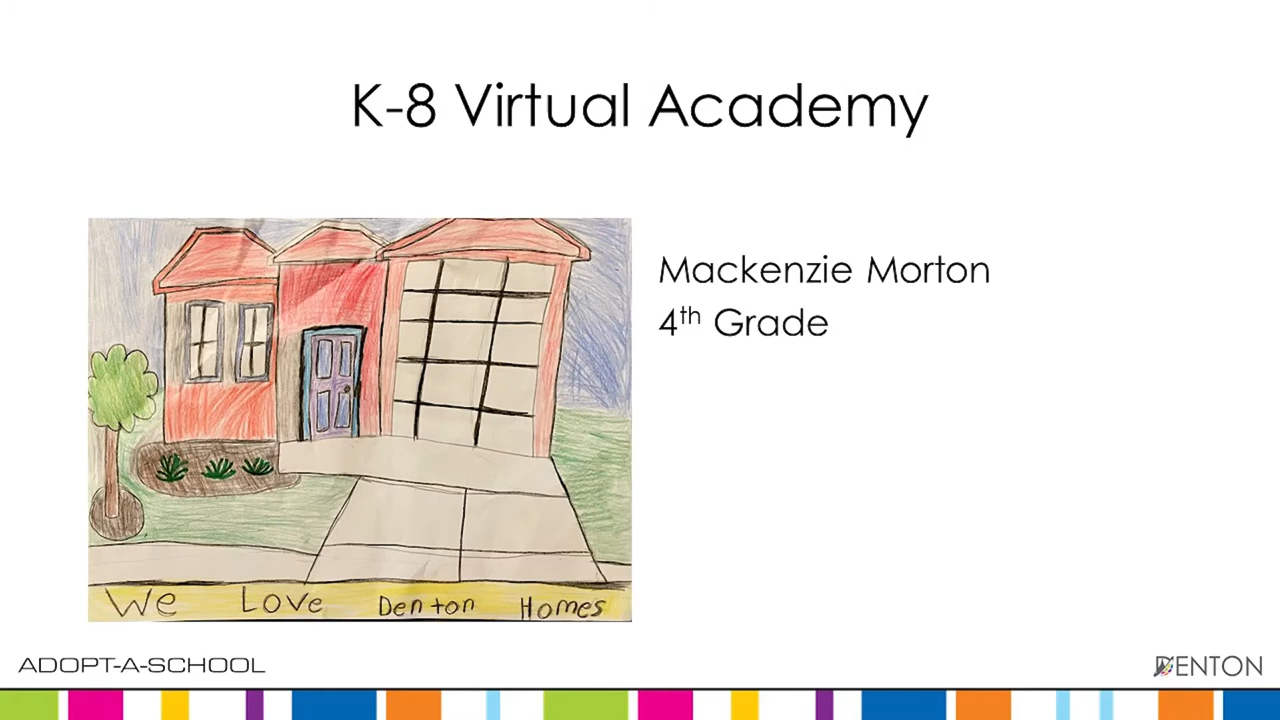 K-8 Virtual Academy
Mackenzie Morton
4th Grade
We Love Denton Homes
ADOPT-A-SCHOOL
DENTON